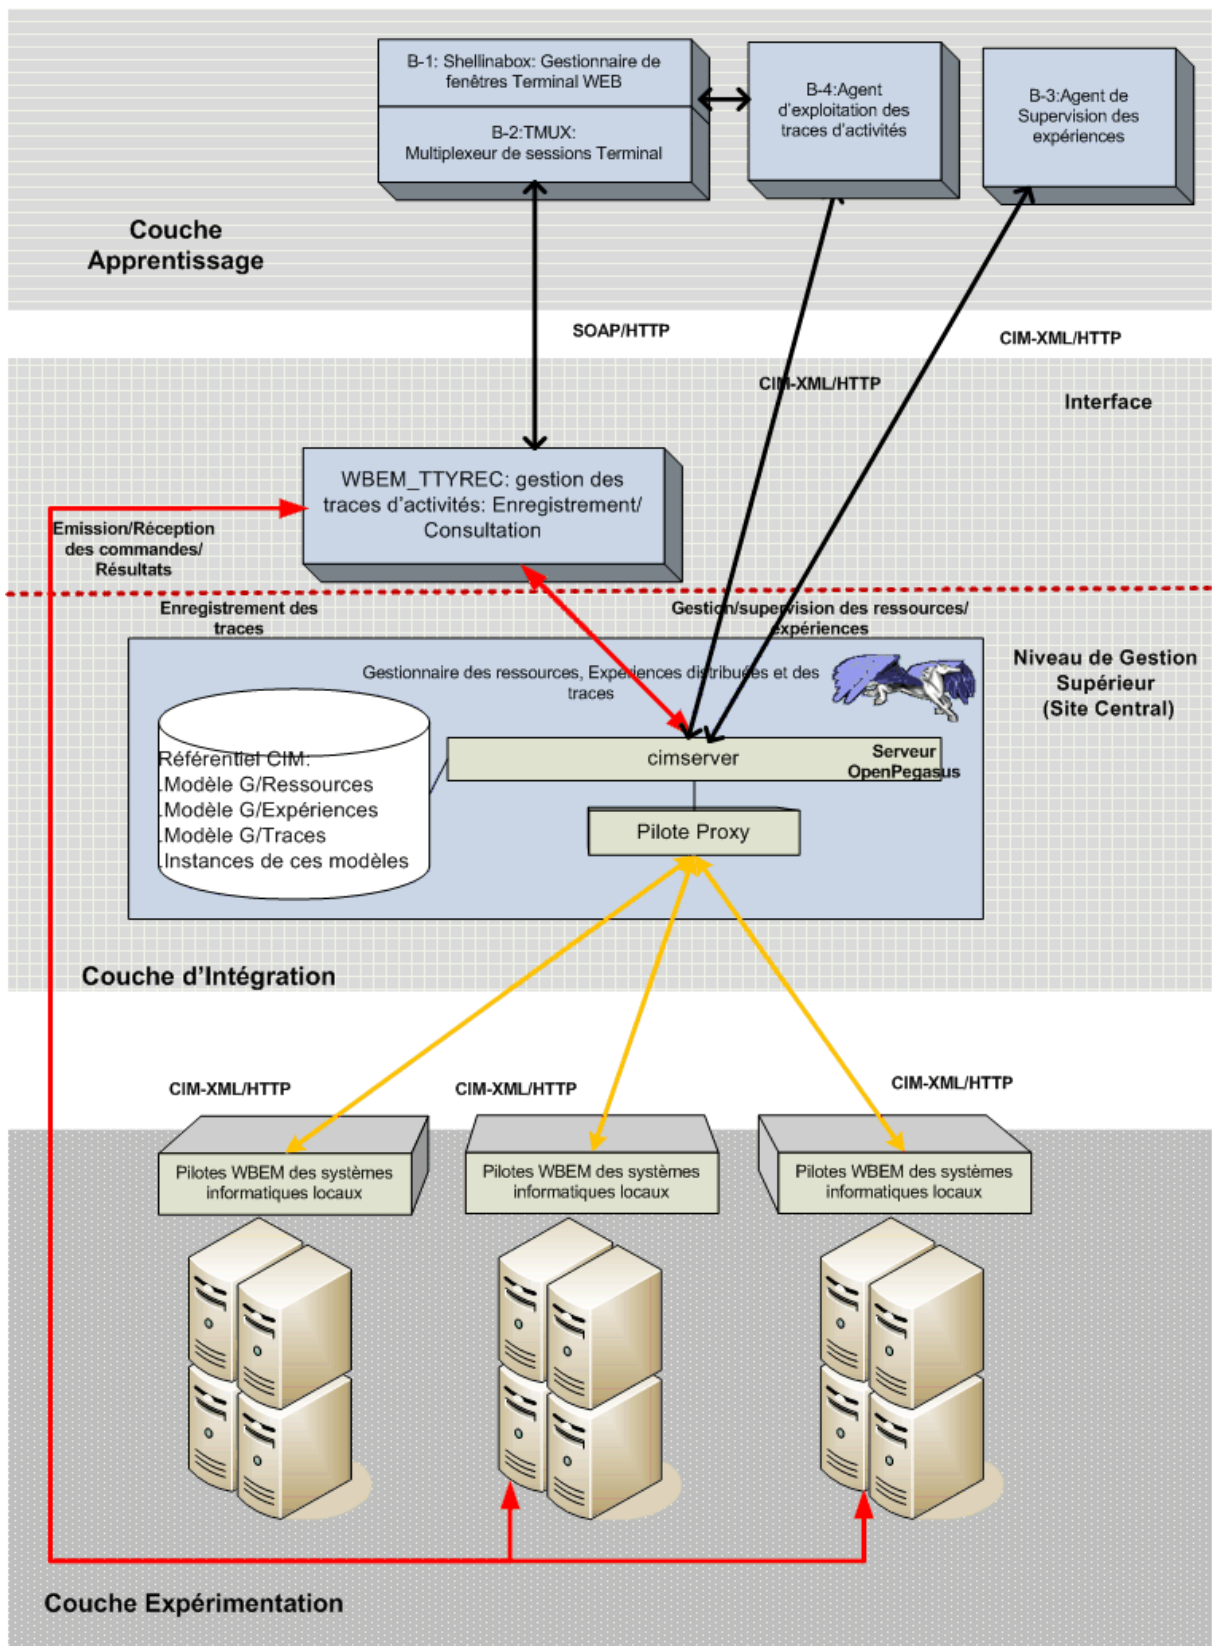 B-1: Shellinabox: Gestionnaire de
fenêtres Terminal WEB
B-2:TMUX:
Multiplexeur de sessions Terminal
B-4:Agent
d'exploitation des
traces d'activités
B-3:Agent de
Supervision des
expériences
Couche
Apprentissage
SOAP/HTTP
CIM-XML/HTTP
CIM-XML/HTTP
Interface
WBEM_TTYREC: gestion des
traces d'activités: Enregistrement/
Consultation
Emission/Réception
des commandes/
Résultats
Enregistrement des
traces
Gestion/supervision des ressources/
expériences
Gestionnaire des ressources, Expériences distribuées et des
traces
Niveau de Gestion
Supérieur
(Site Central)
Référentiel CIM:
.Modèle G/Ressources
.Modèle G/Expériences
.Modèle G/Traces
.Instances de ces modèles
cimserver
Serveur
OpenPegasus
Pilote Proxy
Couche d'Intégration
CIM-XML/HTTP
CIM-XML/HTTP
CIM-XML/HTTP
Pilotes WBEM des systèmes
informatiques locaux
Pilotes WBEM des systèmes
informatiques locaux
Pilotes WBEM des systèmes
informatiques locaux
Couche Expérimentation